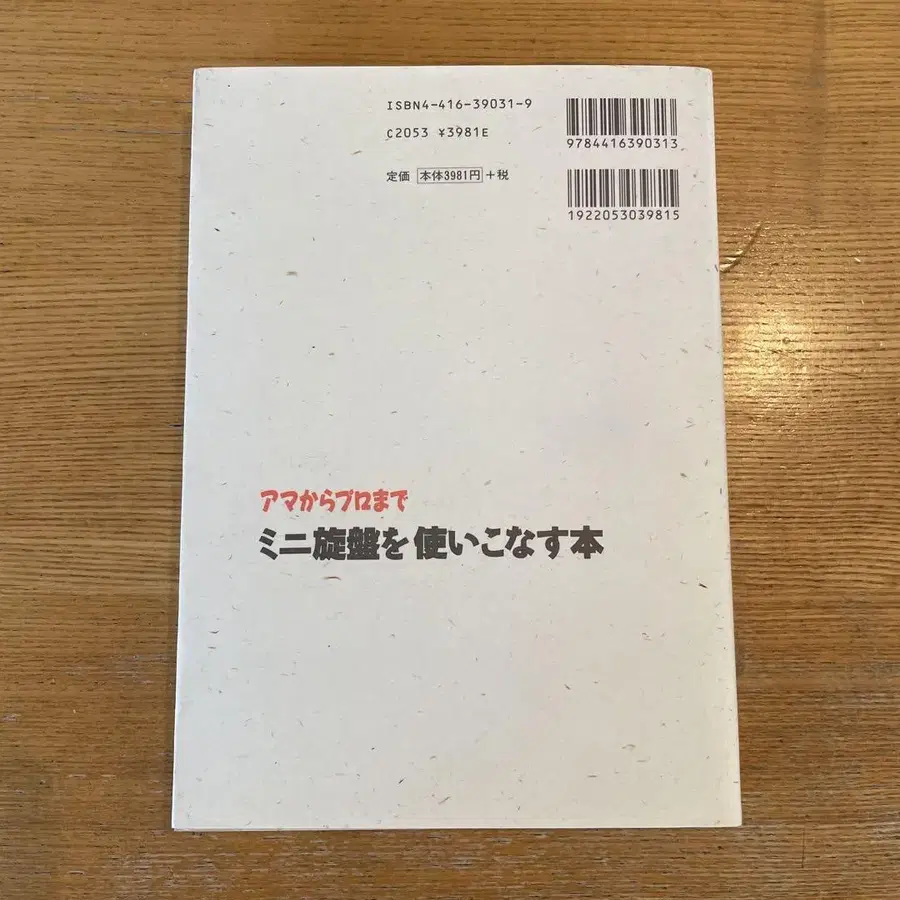 ISBN4-416-39031-9
C2053 ¥3981E
定価 本体3981円 +税
9784416390313
1922053039815
アマからプロまで
ミニ旋盤を使いこなす本